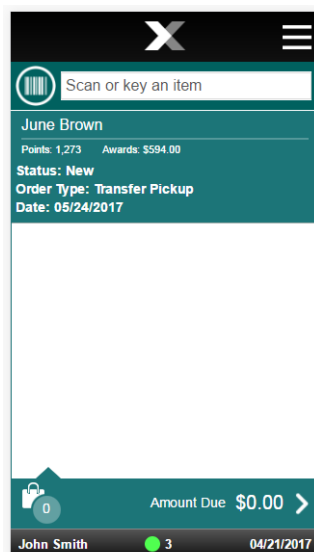 Scan or key an item
June Brown
Points: 1,273 Awards: $594.00
Status: New
Order Type: Transfer Pickup
Date: 05/24/2017
0 Amount Due $0.00
John Smith 3 04/21/2017